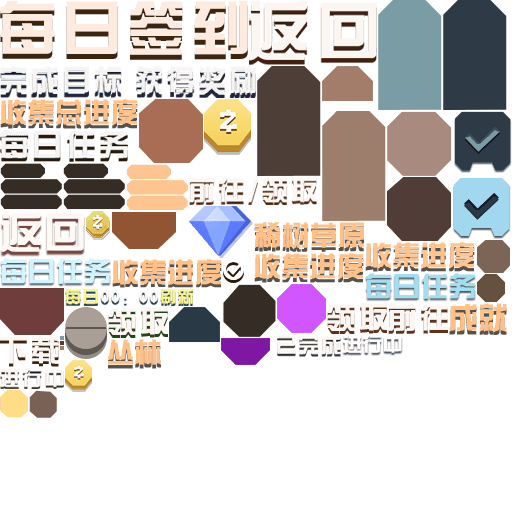 每日签到返回
完成目标 获得奖励
收集总进度
每日任务
前往/领取
返回
稀树草原
收集进度
收集进度
每日任务
收集进度
每日任务
每日00：00刷新
领取
领取前往成就
下载
丛林
已完成进行中
进行中